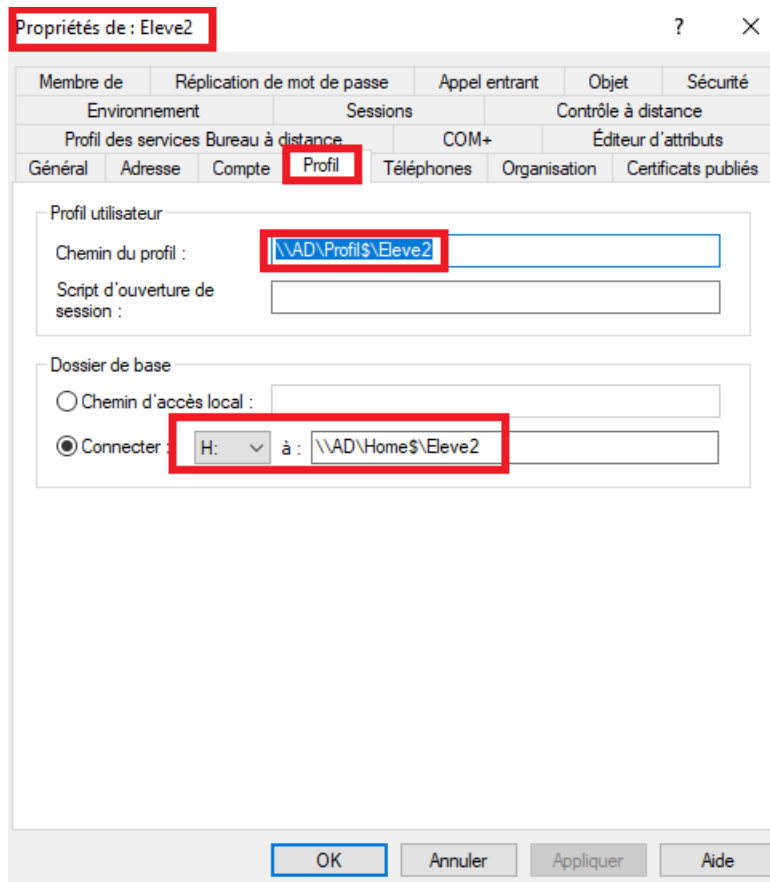 Propriétés de : Eleve2 ? ×
Membre de Réplication de mot de passe Appel entrant Objet Sécurité
Environnement Sessions Contrôle à distance
Profil des services Bureau à distance COM+ Éditeur d'attributs
Général Adresse Compte Profil Téléphones Organisation Certificats publiés
Profil utilisateur
Chemin du profil : \\AD\Profil$\Eleve2
Script d'ouverture de
session :
Dossier de base
Chemin d'accès local :
Connecter : H: à : \\AD\Home$\Eleve2
OK Annuler Appliquer Aide